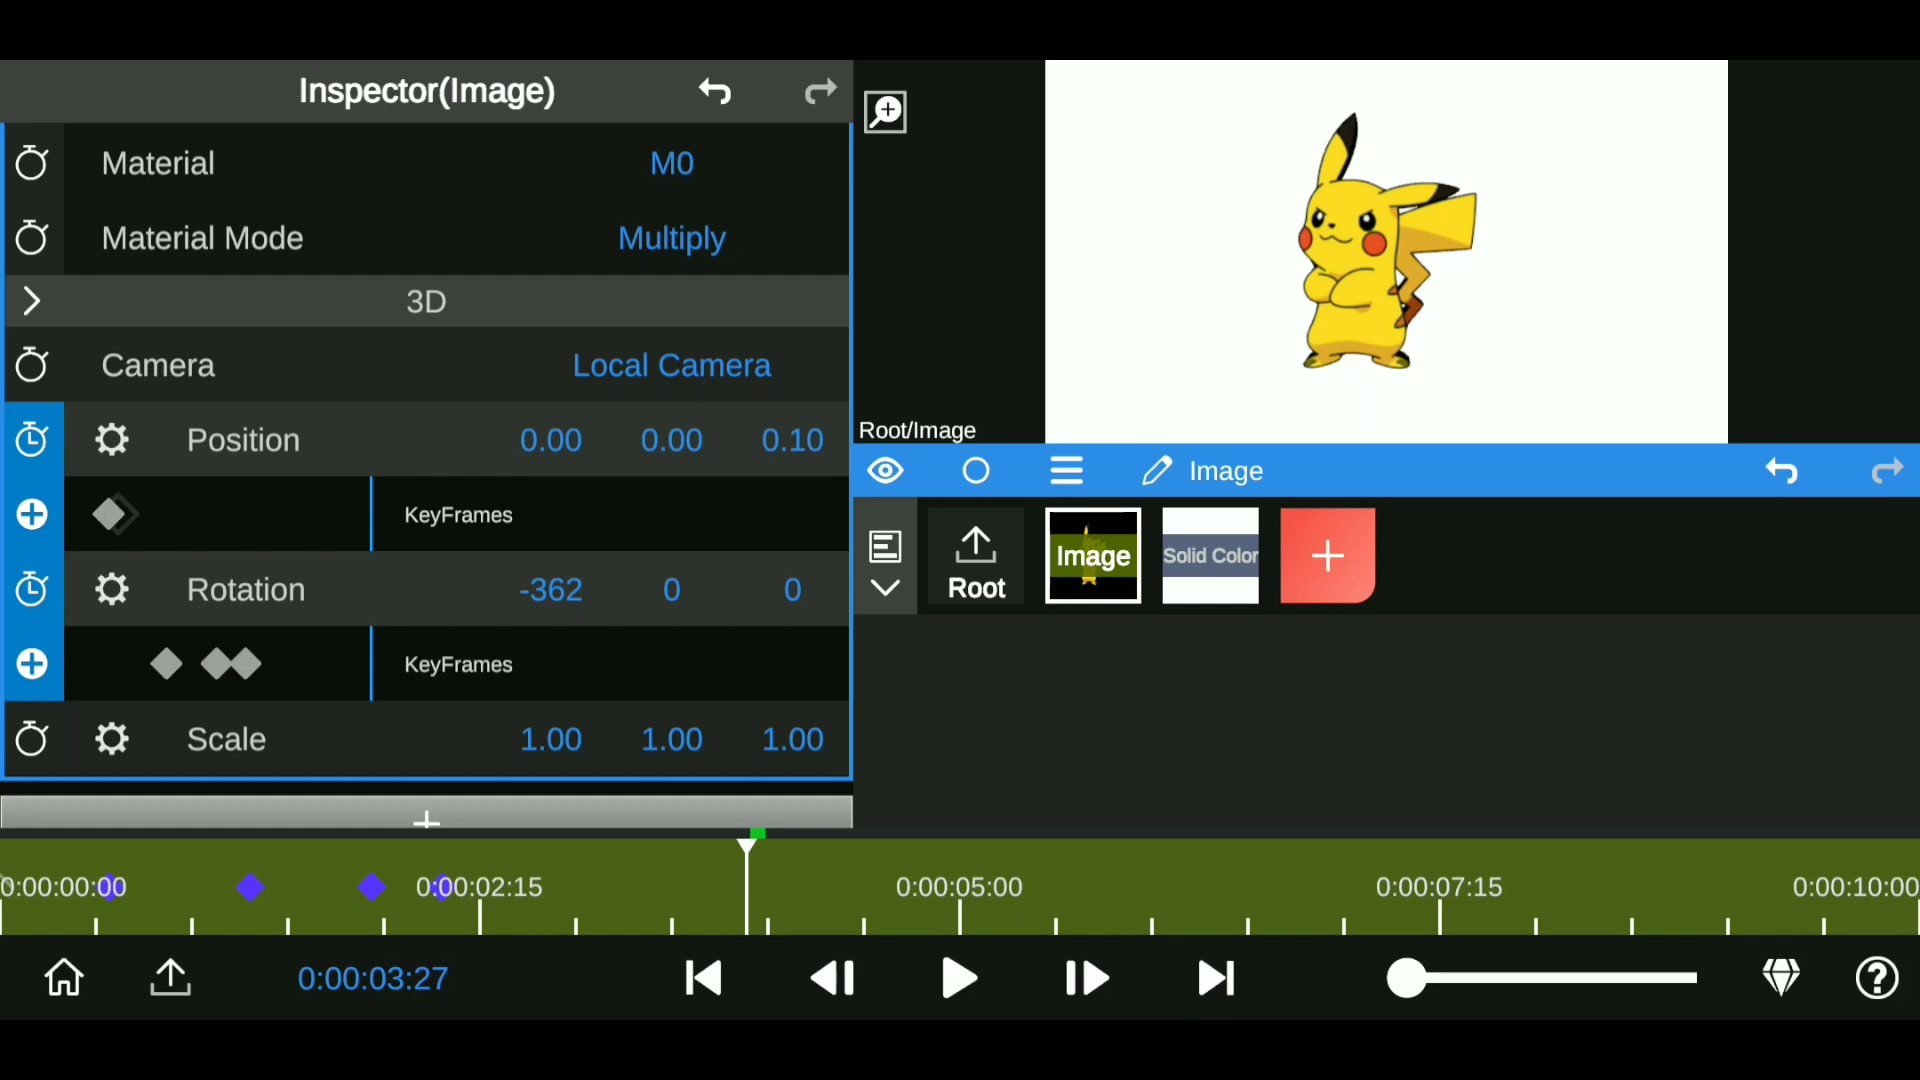 Inspector(Image)
Material M0
Material Mode Multiply
3D
Camera Local Camera
Position 0.00 0.00 0.10
KeyFrames
Rotation -362 0 0
KeyFrames
Scale 1.00 1.00 1.00
Root/Image
Image
Root
Image
Solid Color
0:00:00:00 0:00:02:15 0:00:05:00 0:00:07:15 0:00:10:00
0:00:03:27